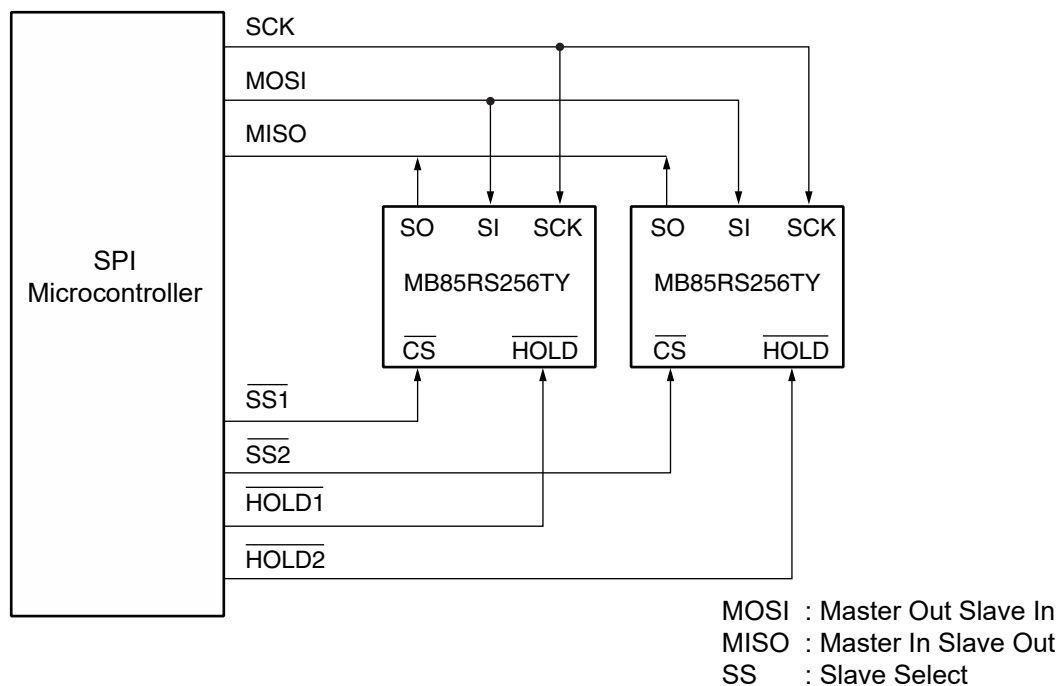 SCK
MOSI
MISO
SPI
Microcontroller
SO SI SCK
MB85RS256TY
CS HOLD
SO SI SCK
MB85RS256TY
CS HOLD
SS1
SS2
HOLD1
HOLD2
MOSI : Master Out Slave In
MISO : Master In Slave Out
SS : Slave Select